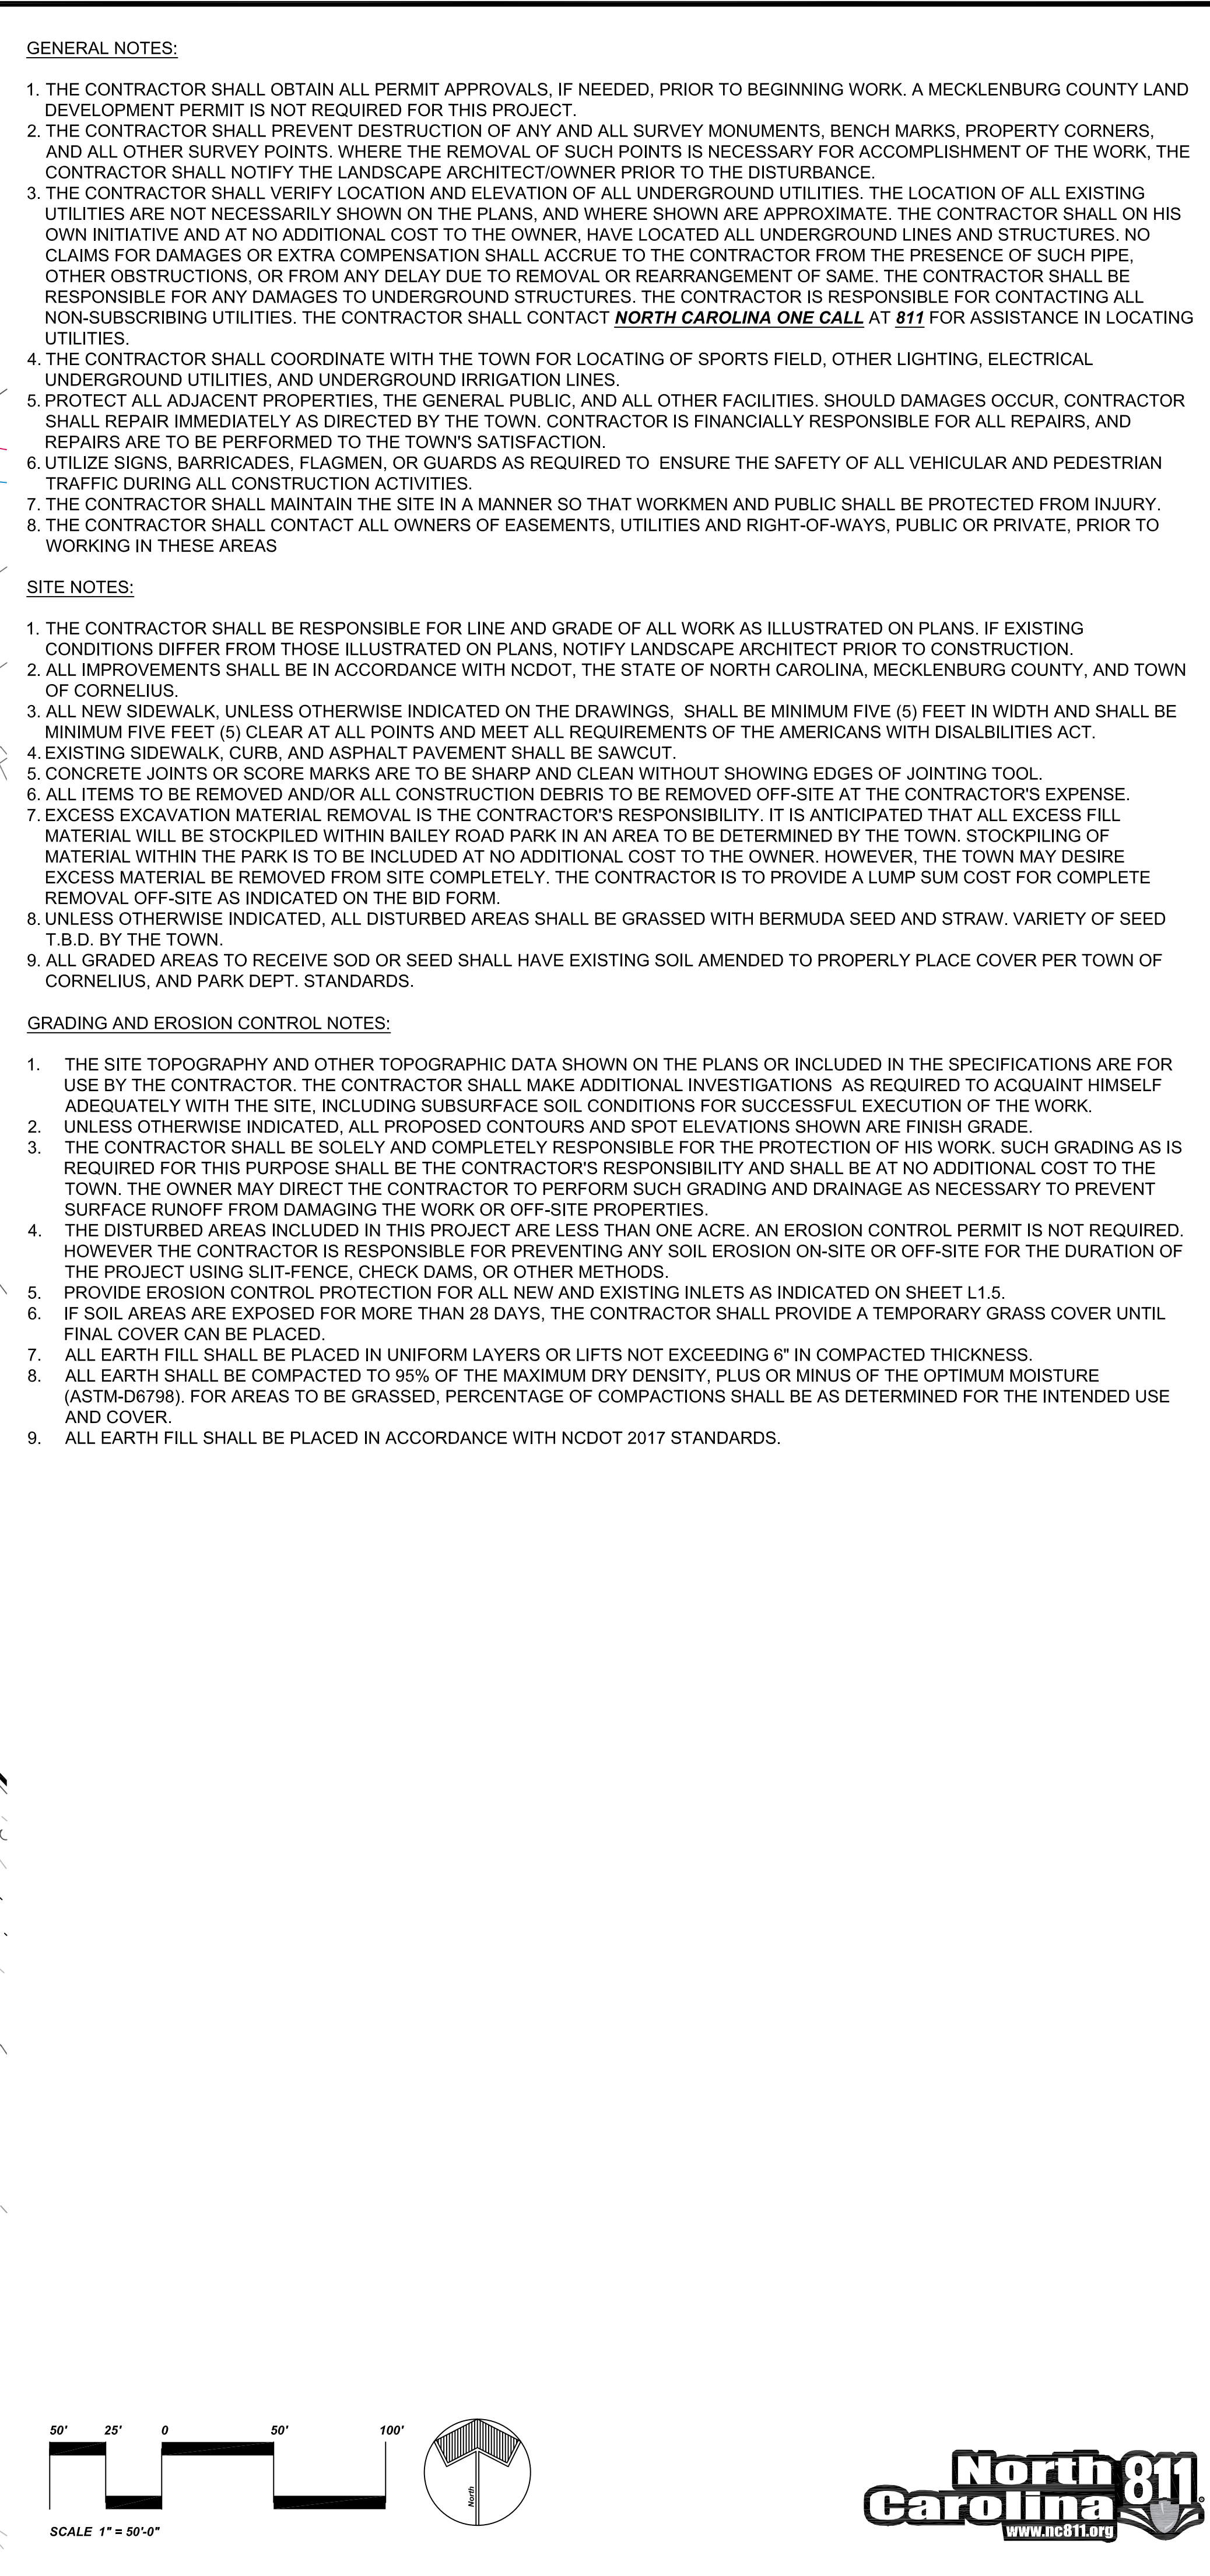 GENERAL NOTES:
1. THE CONTRACTOR SHALL OBTAIN ALL PERMIT APPROVALS, IF NEEDED, PRIOR TO BEGINNING WORK. A MECKLENBURG COUNTY LAND
DEVELOPMENT PERMIT IS NOT REQUIRED FOR THIS PROJECT.
2. THE CONTRACTOR SHALL PREVENT DESTRUCTION OF ANY AND ALL SURVEY MONUMENTS, BENCH MARKS, PROPERTY CORNERS,
AND ALL OTHER SURVEY POINTS. WHERE THE REMOVAL OF SUCH POINTS IS NECESSARY FOR ACCOMPLISHMENT OF THE WORK, THE
CONTRACTOR SHALL NOTIFY THE LANDSCAPE ARCHITECT/OWNER PRIOR TO THE DISTURBANCE.
3. THE CONTRACTOR SHALL VERIFY LOCATION AND ELEVATION OF ALL UNDERGROUND UTILITIES. THE LOCATION OF ALL EXISTING
UTILITIES ARE NOT NECESSARILY SHOWN ON THE PLANS, AND WHERE SHOWN ARE APPROXIMATE. THE CONTRACTOR SHALL ON HIS
OWN INITIATIVE AND AT NO ADDITIONAL COST TO THE OWNER, HAVE LOCATED ALL UNDERGROUND LINES AND STRUCTURES. NO
CLAIMS FOR DAMAGES OR EXTRA COMPENSATION SHALL ACCRUE TO THE CONTRACTOR FROM THE PRESENCE OF SUCH PIPE,
OTHER OBSTRUCTIONS, OR FROM ANY DELAY DUE TO REMOVAL OR REARRANGEMENT OF SAME. THE CONTRACTOR SHALL BE
RESPONSIBLE FOR ANY DAMAGES TO UNDERGROUND STRUCTURES. THE CONTRACTOR IS RESPONSIBLE FOR CONTACTING ALL
NON-SUBSCRIBING UTILITIES. THE CONTRACTOR SHALL CONTACT NORTH CAROLINA ONE CALL AT 811 FOR ASSISTANCE IN LOCATING
UTILITIES.
4. THE CONTRACTOR SHALL COORDINATE WITH THE TOWN FOR LOCATING OF SPORTS FIELD, OTHER LIGHTING, ELECTRICAL
UNDERGROUND UTILITIES, AND UNDERGROUND IRRIGATION LINES.
5. PROTECT ALL ADJACENT PROPERTIES, THE GENERAL PUBLIC, AND ALL OTHER FACILITIES. SHOULD DAMAGES OCCUR, CONTRACTOR
SHALL REPAIR IMMEDIATELY AS DIRECTED BY THE TOWN. CONTRACTOR IS FINANCIALLY RESPONSIBLE FOR ALL REPAIRS, AND
REPAIRS ARE TO BE PERFORMED TO THE TOWN'S SATISFACTION.
6. UTILIZE SIGNS, BARRICADES, FLAGMEN, OR GUARDS AS REQUIRED TO ENSURE THE SAFETY OF ALL VEHICULAR AND PEDESTRIAN
TRAFFIC DURING ALL CONSTRUCTION ACTIVITIES.
7. THE CONTRACTOR SHALL MAINTAIN THE SITE IN A MANNER SO THAT WORKMEN AND PUBLIC SHALL BE PROTECTED FROM INJURY.
8. THE CONTRACTOR SHALL CONTACT ALL OWNERS OF EASEMENTS, UTILITIES AND RIGHT-OF-WAYS, PUBLIC OR PRIVATE, PRIOR TO
WORKING IN THESE AREAS
SITE NOTES:
1. THE CONTRACTOR SHALL BE RESPONSIBLE FOR LINE AND GRADE OF ALL WORK AS ILLUSTRATED ON PLANS. IF EXISTING
CONDITIONS DIFFER FROM THOSE ILLUSTRATED ON PLANS, NOTIFY LANDSCAPE ARCHITECT PRIOR TO CONSTRUCTION.
2. ALL IMPROVEMENTS SHALL BE IN ACCORDANCE WITH NCDOT, THE STATE OF NORTH CAROLINA, MECKLENBURG COUNTY, AND TOWN
OF CORNELIUS.
3. ALL NEW SIDEWALK, UNLESS OTHERWISE INDICATED ON THE DRAWINGS, SHALL BE MINIMUM FIVE (5) FEET IN WIDTH AND SHALL BE
MINIMUM FIVE FEET (5) CLEAR AT ALL POINTS AND MEET ALL REQUIREMENTS OF THE AMERICANS WITH DISABLITIES ACT.
4. EXISTING SIDEWALK, CURB, AND ASPHALT PAVEMENT SHALL BE SAWCUT.
5. CONCRETE JOINTS OR SCORE MARKS ARE TO BE SHARP AND CLEAN WITHOUT SHOWING EDGES OF JOINTING TOOL.
6. ALL ITEMS TO BE REMOVED AND/OR ALL CONSTRUCTION DEBRIS TO BE REMOVED OFF-SITE AT THE CONTRACTOR'S EXPENSE.
7. EXCESS EXCAVATION MATERIAL REMOVAL IS THE CONTRACTOR'S RESPONSIBILITY. IT IS ANTICIPATED THAT ALL EXCESS FILL
MATERIAL WILL BE STOCKPILED WITHIN BAILEY ROAD PARK IN AN AREA TO BE DETERMINED BY THE TOWN. STOCKPILING OF
MATERIAL WITHIN THE PARK IS TO BE INCLUDED AT NO ADDITIONAL COST TO THE OWNER. HOWEVER, THE TOWN MAY DESIRE
EXCESS MATERIAL BE REMOVED FROM SITE COMPLETELY. THE CONTRACTOR IS TO PROVIDE A LUMP SUM COST FOR COMPLETE
REMOVAL OFF-SITE AS INDICATED ON THE BID FORM.
8. UNLESS OTHERWISE INDICATED, ALL DISTURBED AREAS SHALL BE GRASSED WITH BERMUDA SEED AND STRAW. VARIETY OF SEED
T.B.D. BY THE TOWN.
9. ALL GRADED AREAS TO RECEIVE SOD OR SEED SHALL HAVE EXISTING SOIL AMENDED TO PROPERLY PLACE COVER PER TOWN OF
CORNELIUS, AND PARK DEPT. STANDARDS.
GRADING AND EROSION CONTROL NOTES:
1. THE SITE TOPOGRAPHY AND OTHER TOPOGRAPHIC DATA SHOWN ON THE PLANS OR INCLUDED IN THE SPECIFICATIONS ARE FOR
USE BY THE CONTRACTOR. THE CONTRACTOR SHALL MAKE ADDITIONAL INVESTIGATIONS AS REQUIRED TO ACQUAINT HIMSELF
ADEQUATELY WITH THE SITE, INCLUDING SUBSURFACE SOIL CONDITIONS FOR SUCCESSFUL EXECUTION OF THE WORK.
2. UNLESS OTHERWISE INDICATED, ALL PROPOSED CONTOURS AND SPOT ELEVATIONS SHOWN ARE FINISH GRADE.
3. THE CONTRACTOR SHALL BE SOLELY AND COMPLETELY RESPONSIBLE FOR THE PROTECTION OF HIS WORK. SUCH GRADING AS IS
REQUIRED FOR THIS PURPOSE SHALL BE THE CONTRACTOR'S RESPONSIBILITY AND SHALL BE AT NO ADDITIONAL COST TO THE
TOWN. THE OWNER MAY DIRECT THE CONTRACTOR TO PERFORM SUCH GRADING AND DRAINAGE AS NECESSARY TO PREVENT
SURFACE RUNOFF FROM DAMAGING THE WORK OR OFF-SITE PROPERTIES.
4. THE DISTURBED AREAS INCLUDED IN THIS PROJECT ARE LESS THAN ONE ACRE. AN EROSION CONTROL PERMIT IS NOT REQUIRED.
HOWEVER THE CONTRACTOR IS RESPONSIBLE FOR PREVENTING ANY SOIL EROSION ON-SITE OR OFF-SITE FOR THE DURATION OF
THE PROJECT USING SLIT-FENCE, CHECK DAMS, OR OTHER METHODS.
5. PROVIDE EROSION CONTROL PROTECTION FOR ALL NEW AND EXISTING INLETS AS INDICATED ON SHEET L1.5.
6. IF SOIL AREAS ARE EXPOSED FOR MORE THAN 28 DAYS, THE CONTRACTOR SHALL PROVIDE A TEMPORARY GRASS COVER UNTIL
FINAL COVER CAN BE PLACED.
7. ALL EARTH FILL SHALL BE PLACED IN UNIFORM LAYERS OR LIFTS NOT EXCEEDING 6" IN COMPACTED THICKNESS.
8. ALL EARTH SHALL BE COMPACTED TO 95% OF THE MAXIMUM DRY DENSITY, PLUS OR MINUS OF THE OPTIMUM MOISTURE
(ASTM-D6798). FOR AREAS TO BE GRASSED, PERCENTAGE OF COMPACTIONS SHALL BE AS DETERMINED FOR THE INTENDED USE
AND COVER.
9. ALL EARTH FILL SHALL BE PLACED IN ACCORDANCE WITH NCDOT 2017 STANDARDS.
50' 25' 0 50' 100'
North
SCALE 1" = 50'-0"
North
Carolina 811
www.nc811.org